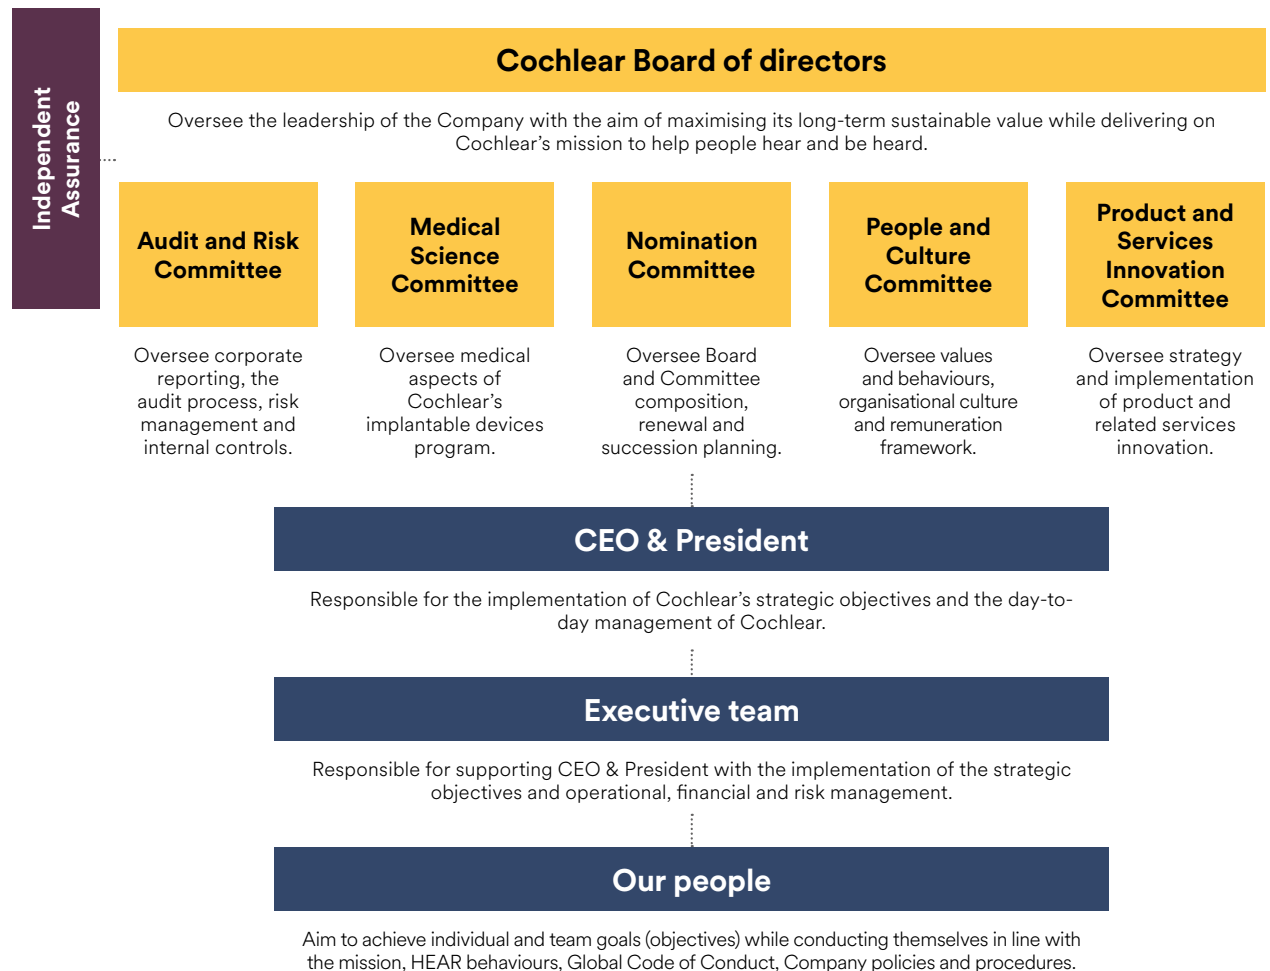 Independent
Assurance
Cochlear Board of directors
Oversee the leadership of the Company with the aim of maximising its long-term sustainable value while delivering on
Cochlear’s mission to help people hear and be heard.
Audit and Risk
Committee
Oversee corporate
reporting, the
audit process, risk
management and
internal controls.
Medical
Science
Committee
Oversee medical
aspects of
Cochlear’s
implantable devices
program.
Nomination
Committee
Oversee Board
and Committee
composition,
renewal and
succession planning.
People and
Culture
Committee
Oversee values
and behaviours,
organisational culture
and remuneration
framework.
Product and
Services
Innovation
Committee
Oversee strategy
and implementation
of product and
related services
innovation.
CEO & President
Responsible for the implementation of Cochlear’s strategic objectives and the day-to-
day management of Cochlear.
Executive team
Responsible for supporting CEO & President with the implementation of the strategic
objectives and operational, financial and risk management.
Our people
Aim to achieve individual and team goals (objectives) while conducting themselves in line with
the mission, HEAR behaviours, Global Code of Conduct, Company policies and procedures.